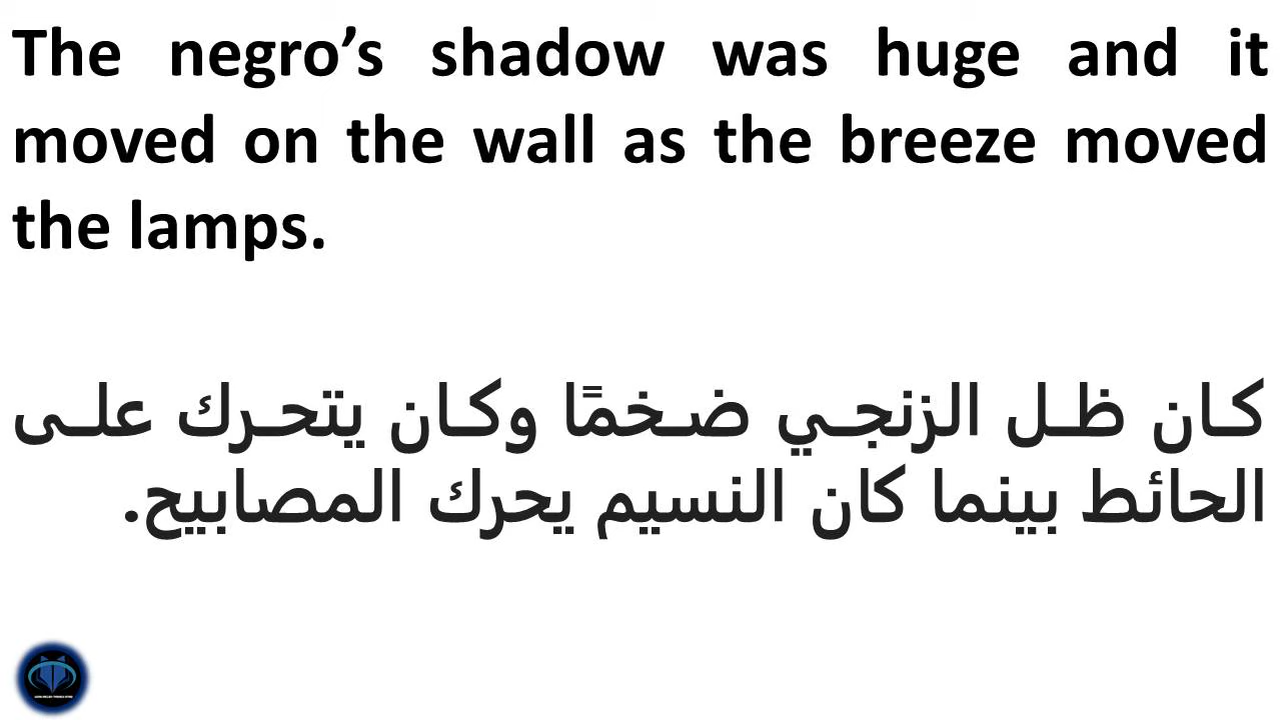 The negro’s shadow was huge and it
moved on the wall as the breeze moved
the lamps.
كان ظل الزنجي ضخمًا وكان يتحرك على
الحائط بينما كان النسيم يحرك المصابيح.